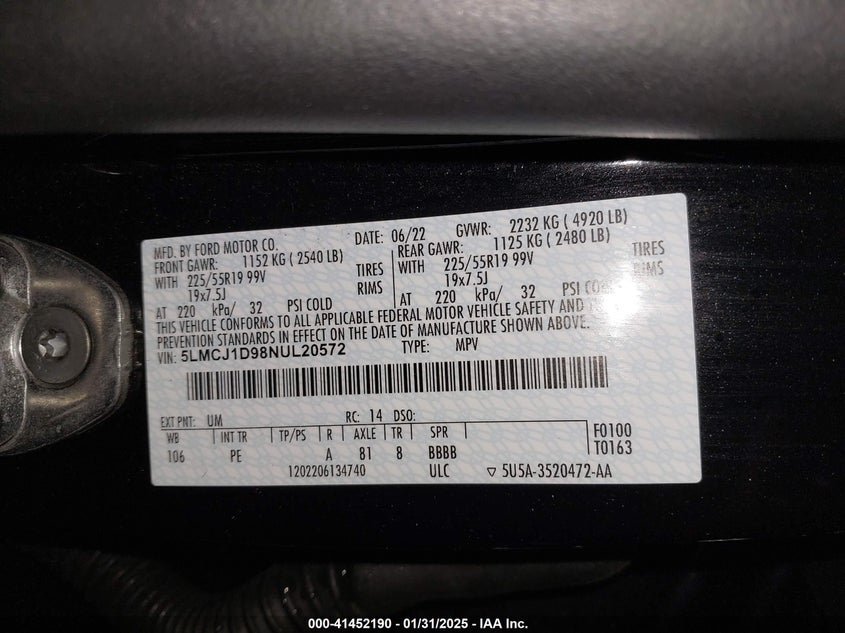 MFD. BY FORD MOTOR CO. DATE: 06/22 GVWR: 2232 KG ( 4920 LB)
FRONT GAWR: 1152 KG ( 2540 LB) REAR GAWR: 1125 KG ( 2480 LB)
WITH 225/55R19 99V TIRES WITH 225/55R19 99V TIRES
19x7.5J RIMS 19x7.5J RIMS
AT 220 kPa/ 32 PSI COLD AT 220 kPa/ 32 PSI
THIS VEHICLE CONFORMS TO ALL APPLICABLE FEDERAL MOTOR VEHICLE SAFETY AND
PREVENTION STANDARDS IN EFFECT ON THE DATE OF MANUFACTURE SHOWN ABOVE.
VIN: 5LMCJ1D98NUL20572 TYPE: MPV
EXT PNT: UM RC: 14 DSO:
WB INT TR TP/PS R AXLE TR SPR F0100
106 PE A 81 8 BBBB T0163
1202206134740 ULC ▽ 5U5A-3520472-AA
000-41452190 - 01/31/2025 - IAA Inc.